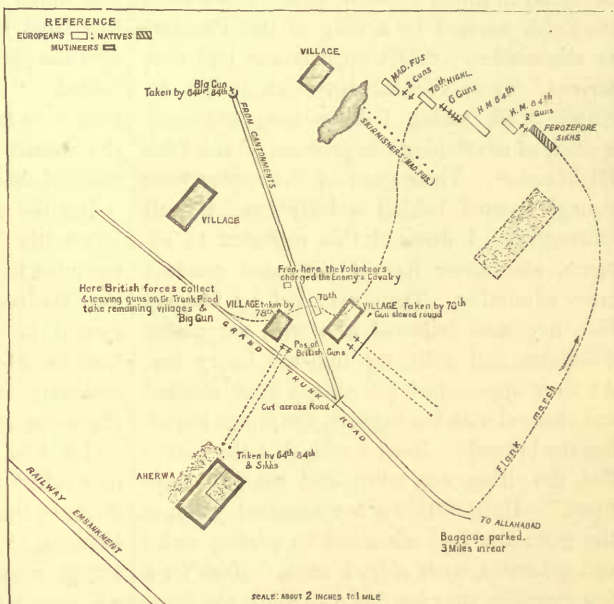 REFERENCE
EUROPEANS : NATIVES
MUTINEERS
VILLAGE
MAD. FUS
2 Guns
78th HIGHL.
6 Guns
H.M 64th
H.M. 84th
2 Guns
FEROZEPORE
SIKHS
Big Gun
Taken by 64th & 84th
FROM CANTONMENTS
SKIRMISHERS (MAD. FUS.)
VILLAGE
From here, the Volunteers
charged the Enemy's Cavalry
78th
Here British forces collect
& leaving guns on Gr. Trunk Road
take remaining villages &
Big Gun
VILLAGE taken by
78th
VILLAGE Taken by 78th
Gun slewed round
Pos. of
British Guns
GRAND TRUNK ROAD
Cut across Road
Flank march
Taken by 64th 84th
& Sikhs
AHERWA
RAILWAY EMBANKMENT
TO ALLAHABAD
Baggage parked.
3 Miles in rear
SCALE: ABOUT 2 INCHES TO 1 MILE